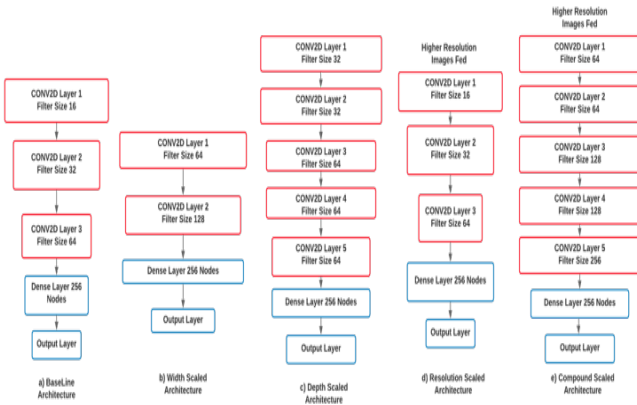 CONV2D Layer 1
Filter Size 16
CONV2D Layer 2
Filter Size 32
CONV2D Layer 3
Filter Size 64
Dense Layer 256
Nodes
Output Layer
a) BaseLine
Architecture
CONV2D Layer 1
Filter Size 64
CONV2D Layer 2
Filter Size 128
Dense Layer 256 Nodes
Output Layer
b) Width Scaled
Architecture
CONV2D Layer 1
Filter Size 32
CONV2D Layer 2
Filter Size 32
CONV2D Layer 3
Filter Size 64
CONV2D Layer 4
Filter Size 64
CONV2D Layer 5
Filter Size 64
Dense Layer 256 Nodes
Output Layer
c) Depth Scaled
Architecture
Higher Resolution
Images Fed
CONV2D Layer 1
Filter Size 16
CONV2D Layer 2
Filter Size 32
CONV2D Layer 3
Filter Size 64
Dense Layer 256 Nodes
Output Layer
d) Resolution Scaled
Architecture
Higher Resolution
Images Fed
CONV2D Layer 1
Filter Size 64
CONV2D Layer 2
Filter Size 64
CONV2D Layer 3
Filter Size 128
CONV2D Layer 4
Filter Size 128
CONV2D Layer 5
Filter Size 256
Dense Layer 256 Nodes
Output Layer
e) Compound Scaled
Architecture